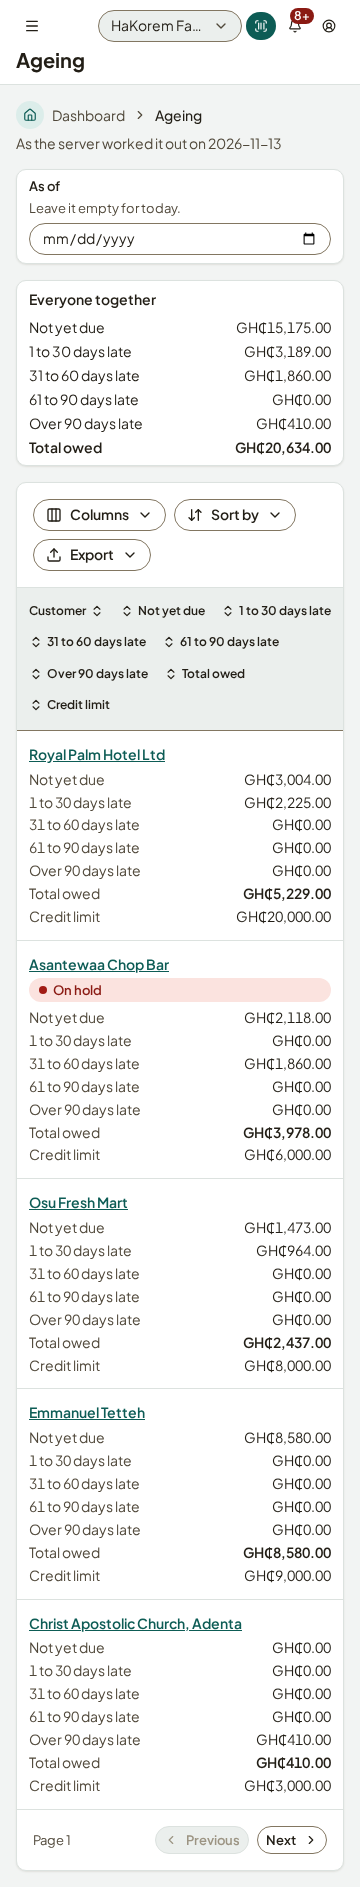 HaKorem Fa...
8+
Ageing
Dashboard > Ageing
As the server worked it out on 2026-11-13
As of
Leave it empty for today.
mm/dd/yyyy
Everyone together
Not yet due GH₵15,175.00
1 to 30 days late GH₵3,189.00
31 to 60 days late GH₵1,860.00
61 to 90 days late GH₵0.00
Over 90 days late GH₵410.00
Total owed GH₵20,634.00
Columns Sort by
Export
Customer Not yet due 1 to 30 days late
31 to 60 days late 61 to 90 days late
Over 90 days late Total owed
Credit limit
Royal Palm Hotel Ltd
Not yet due GH₵3,004.00
1 to 30 days late GH₵2,225.00
31 to 60 days late GH₵0.00
61 to 90 days late GH₵0.00
Over 90 days late GH₵0.00
Total owed GH₵5,229.00
Credit limit GH₵20,000.00
Asantewaa Chop Bar
On hold
Not yet due GH₵2,118.00
1 to 30 days late GH₵0.00
31 to 60 days late GH₵1,860.00
61 to 90 days late GH₵0.00
Over 90 days late GH₵0.00
Total owed GH₵3,978.00
Credit limit GH₵6,000.00
Osu Fresh Mart
Not yet due GH₵1,473.00
1 to 30 days late GH₵964.00
31 to 60 days late GH₵0.00
61 to 90 days late GH₵0.00
Over 90 days late GH₵0.00
Total owed GH₵2,437.00
Credit limit GH₵8,000.00
Emmanuel Tetteh
Not yet due GH₵8,580.00
1 to 30 days late GH₵0.00
31 to 60 days late GH₵0.00
61 to 90 days late GH₵0.00
Over 90 days late GH₵0.00
Total owed GH₵8,580.00
Credit limit GH₵9,000.00
Christ Apostolic Church, Adenta
Not yet due GH₵0.00
1 to 30 days late GH₵0.00
31 to 60 days late GH₵0.00
61 to 90 days late GH₵0.00
Over 90 days late GH₵410.00
Total owed GH₵410.00
Credit limit GH₵3,000.00
Page 1 Previous Next